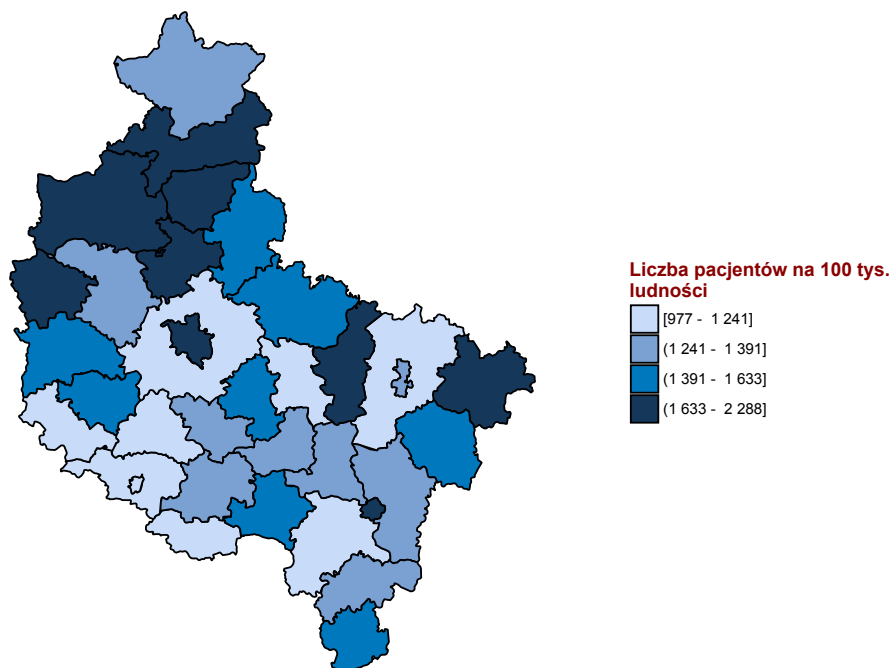 Liczba pacjentów na 100 tys.
ludności
[977 - 1 241]
(1 241 - 1 391]
(1 391 - 1 633]
(1 633 - 2 288]